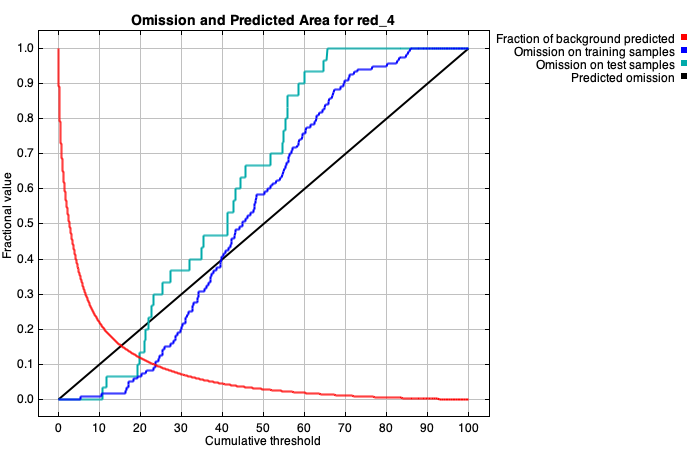 Omission and Predicted Area for red_4
Fraction of background predicted
Omission on training samples
Omission on test samples
Predicted omission
Fractional value
1.0
0.9
0.8
0.7
0.6
0.5
0.4
0.3
0.2
0.1
0.0
0 10 20 30 40 50 60 70 80 90 100
Cumulative threshold